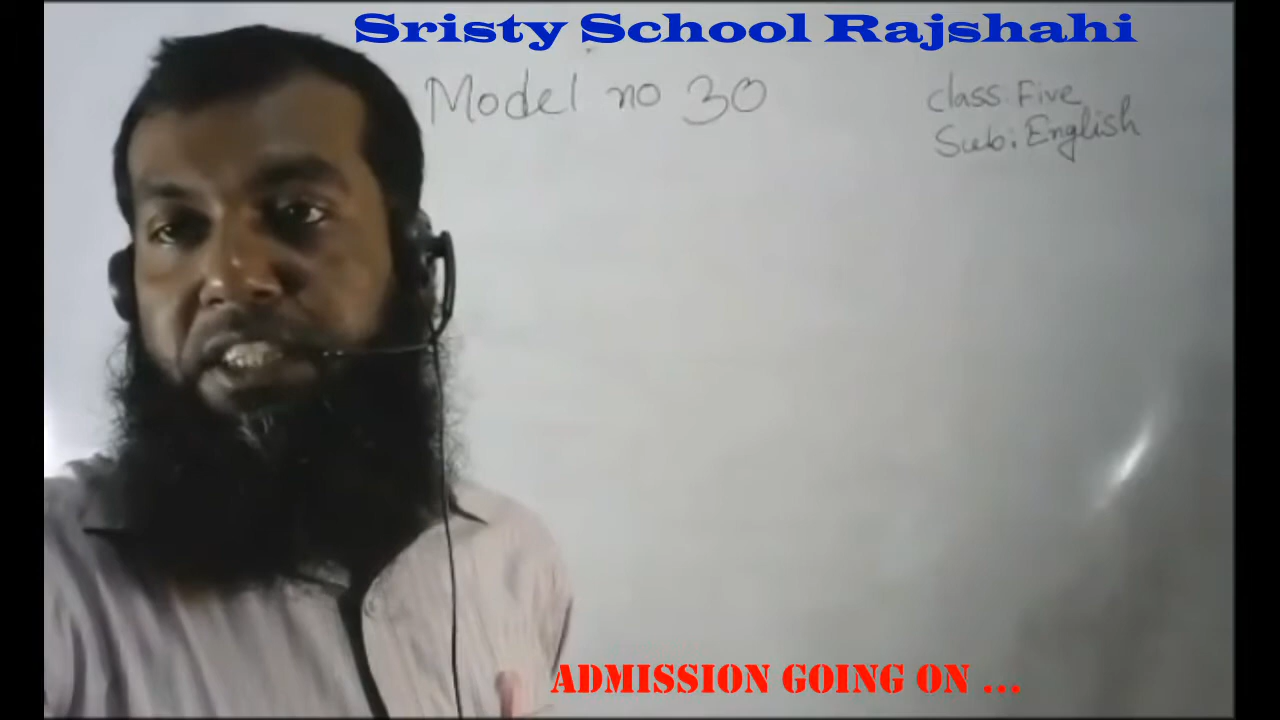 Sristy School Rajshahi
Model no 30
class Five
Sub: English
ADMISSION GOING ON ...